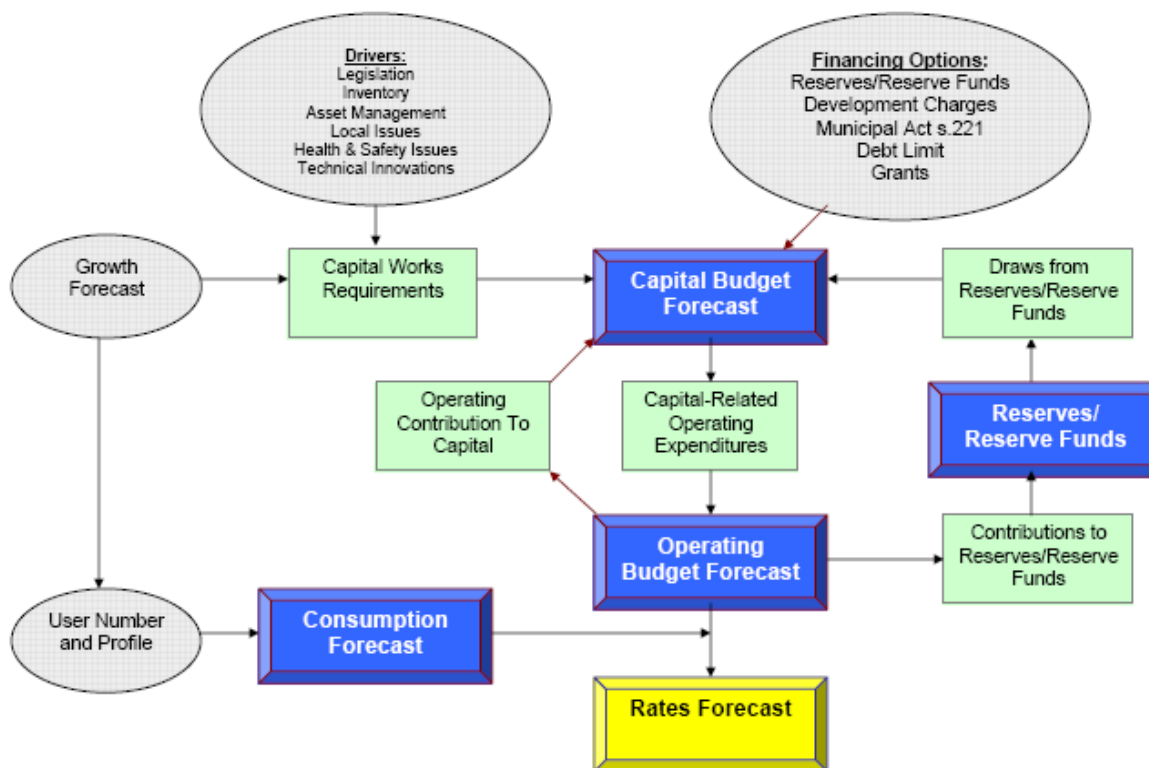 Drivers:
Legislation
Inventory
Asset Management
Local Issues
Health & Safety Issues
Technical Innovations
Financing Options:
Reserves/Reserve Funds
Development Charges
Municipal Act s.221
Debt Limit
Grants
Growth
Forecast
Capital Works
Requirements
Capital Budget
Forecast
Draws from
Reserves/Reserve
Funds
Operating
Contribution To
Capital
Capital-Related
Operating
Expenditures
Reserves/
Reserve Funds
Operating
Budget Forecast
Contributions to
Reserves/Reserve
Funds
User Number
and Profile
Consumption
Forecast
Rates Forecast